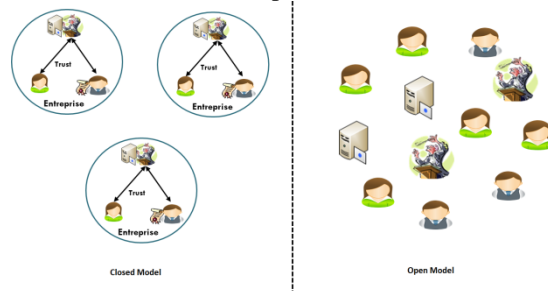 Trust
Entreprise
Trust
Entreprise
Trust
Entreprise
Closed Model
Open Model